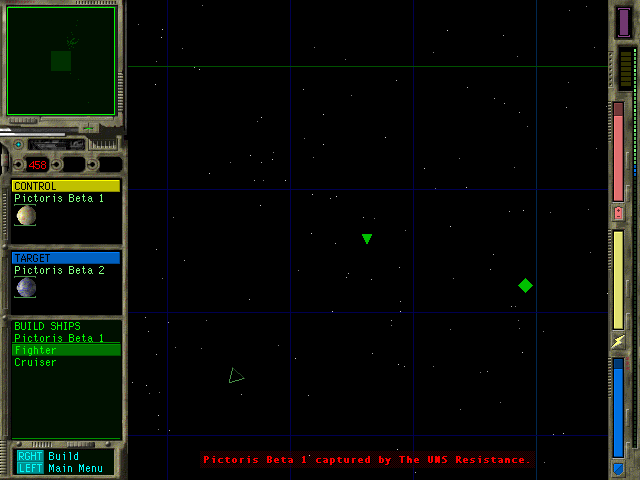 458
CONTROL
Pictoris Beta 1
TARGET
Pictoris Beta 2
BUILD SHIPS
Pictoris Beta 1
Fighter
Cruiser
RGHT Build
LEFT Main Menu
Pictoris Beta 1 captured by The UNS Resistance.